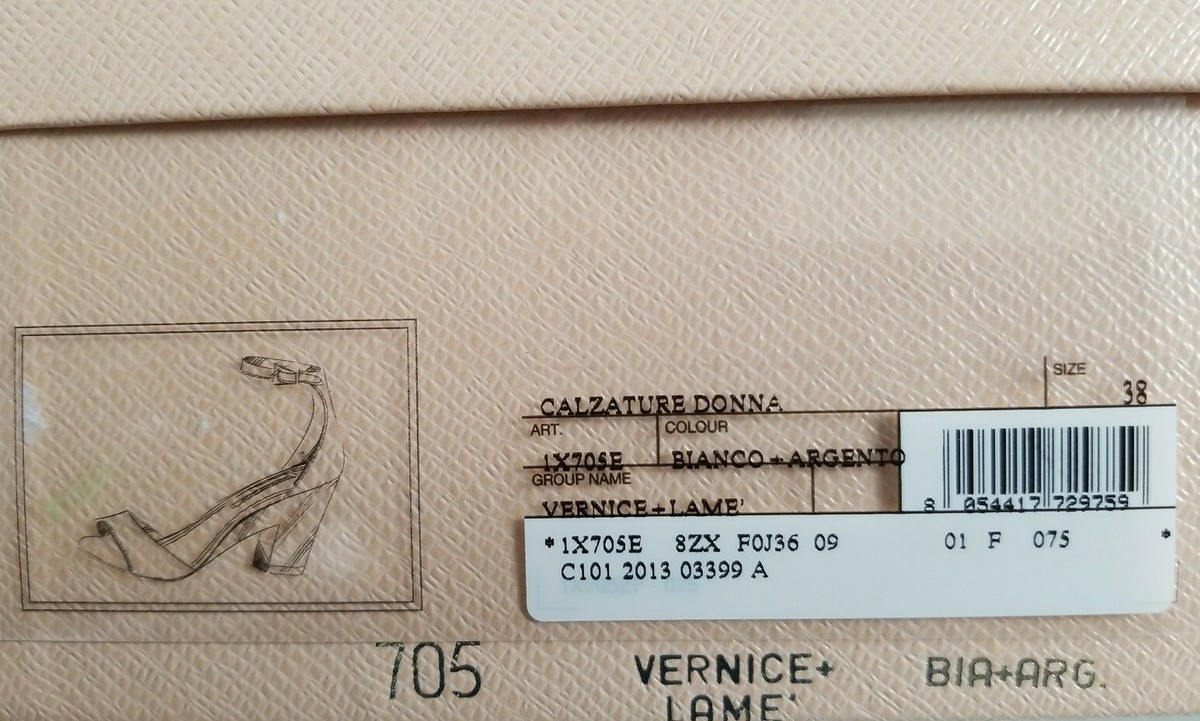 SIZE
38
CALZATURE DONNA
ART. COLOUR
1X705E BIANCO+ARGENTO
GROUP NAME
VERNICE+LAME'
8 054417 729759
*1X705E 8ZX F0J36 09 01 F 075 *
C101 2013 03399 A
705 VERNICE+ BIA+ARG.
LAME'